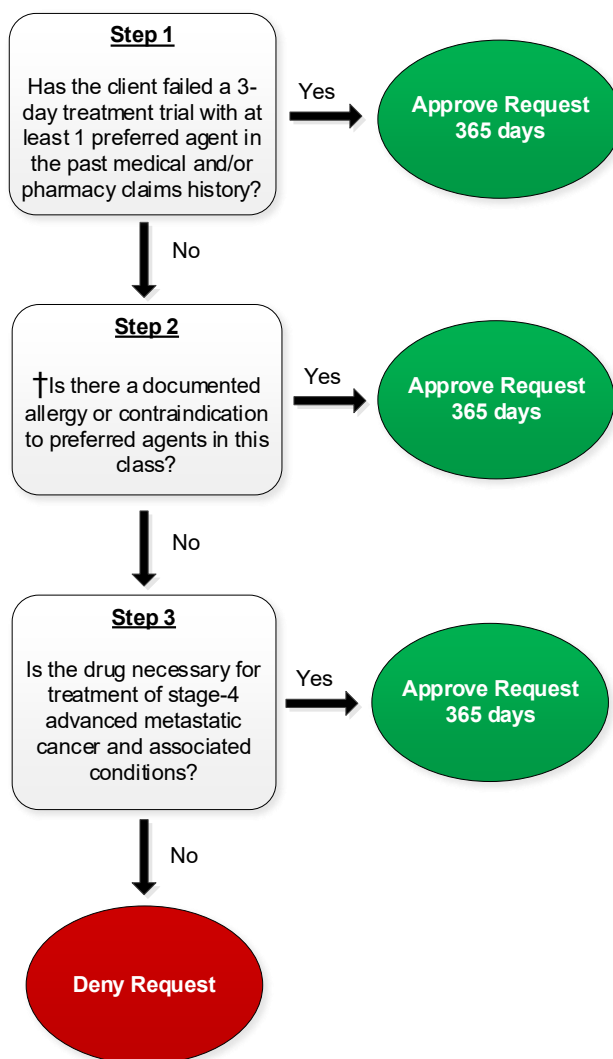 Step 1
Has the client failed a 3-
day treatment trial with at
least 1 preferred agent in
the past medical and/or
pharmacy claims history?
Yes
Approve Request
365 days
No
Step 2
†Is there a documented
allergy or contraindication
to preferred agents in this
class?
Yes
Approve Request
365 days
No
Step 3
Is the drug necessary for
treatment of stage-4
advanced metastatic
cancer and associated
conditions?
Yes
Approve Request
365 days
No
Deny Request